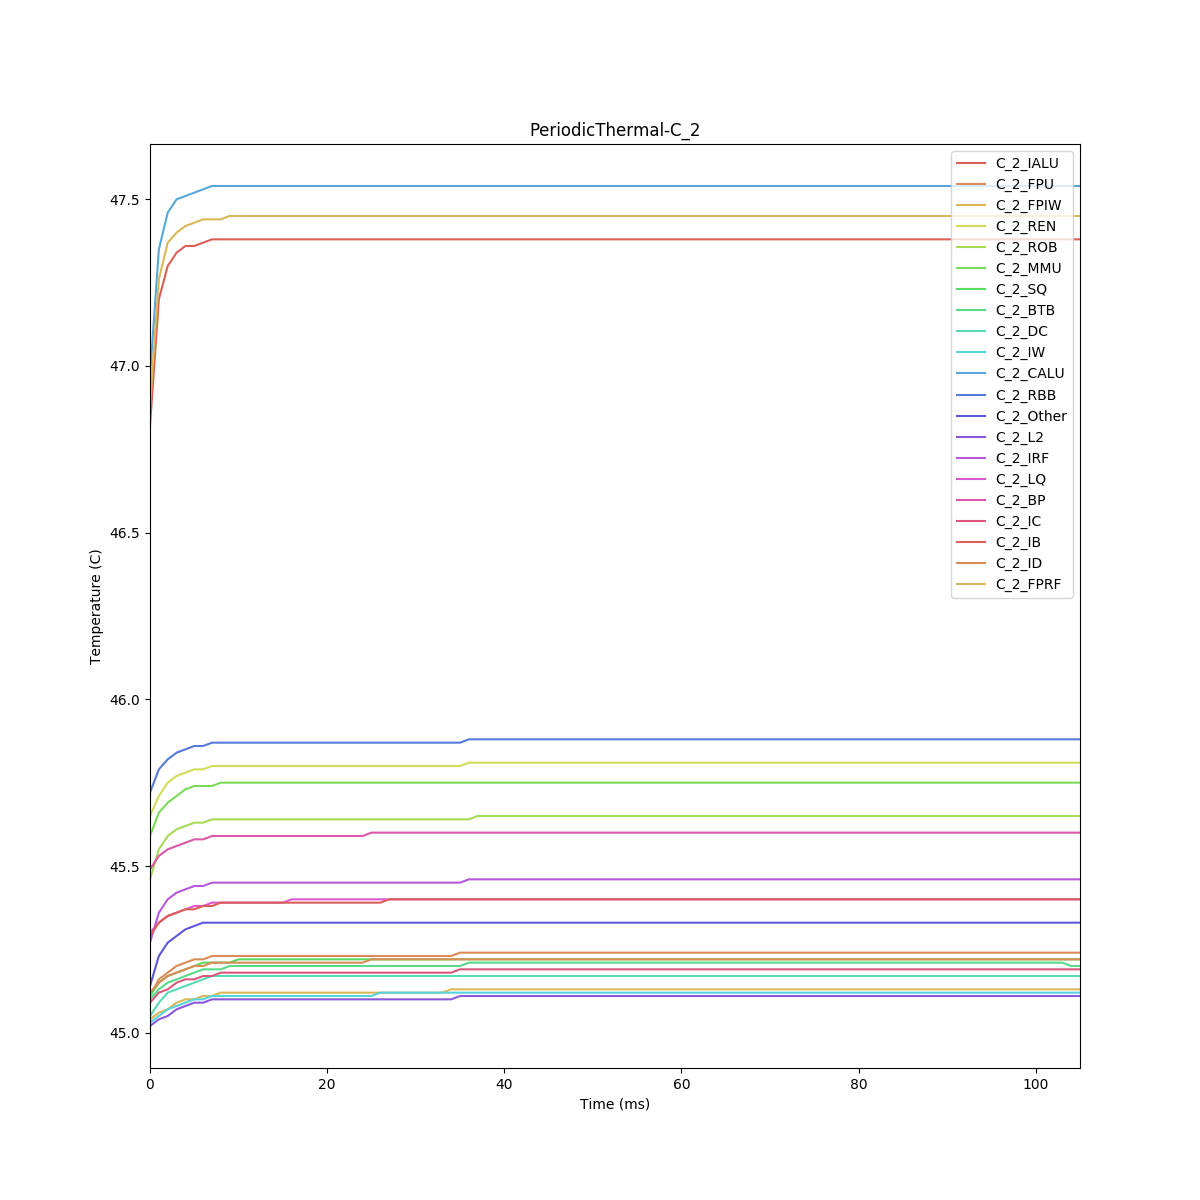 PeriodicThermal-C_2
47.5
47.0
46.5
46.0
45.5
45.0
Temperature (C)
C_2_IALU
C_2_FPU
C_2_FPIW
C_2_REN
C_2_ROB
C_2_MMU
C_2_SQ
C_2_BTB
C_2_DC
C_2_IW
C_2_CALU
C_2_RBB
C_2_Other
C_2_L2
C_2_IRF
C_2_LQ
C_2_BP
C_2_IC
C_2_IB
C_2_ID
C_2_FPRF
0 20 40 60 80 100
Time (ms)